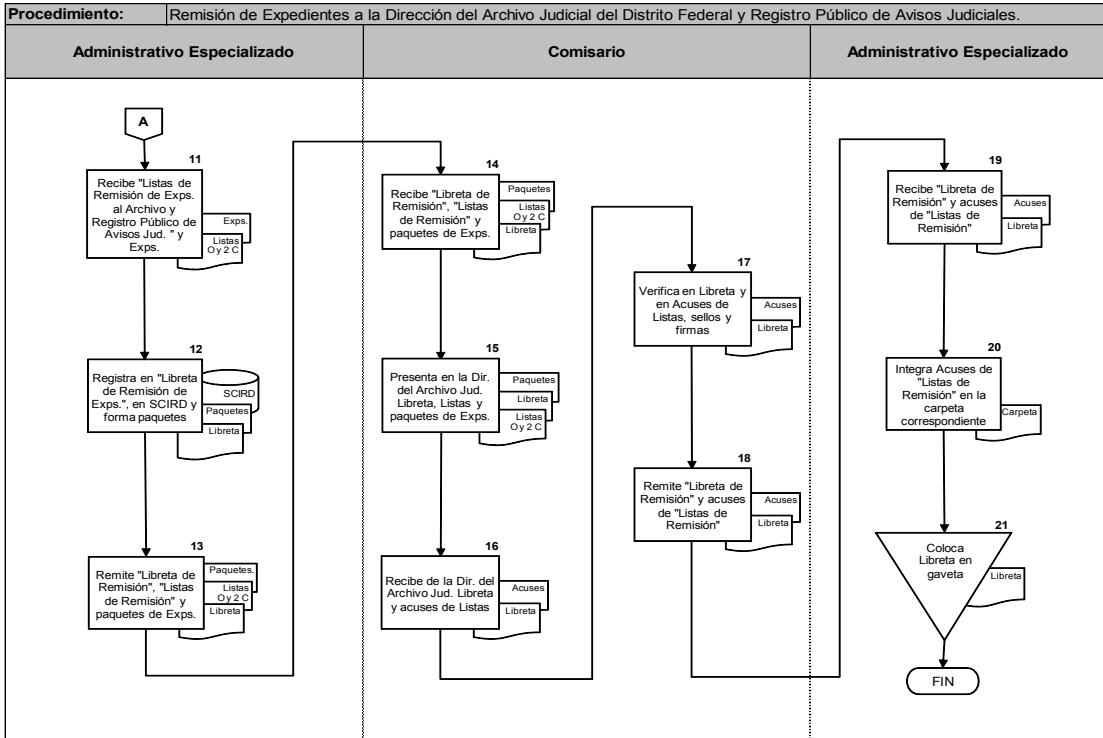 Procedimiento: Remisión de Expedientes a la Dirección del Archivo Judicial del Distrito Federal y Registro Público de Avisos Judiciales.
Administrativo Especializado
Comisario
Administrativo Especializado
A
11
Recibe "Listas de
Remisión de Exps.
al Archivo y
Registro Público de
Avisos Jud. " y
Exps.
Exps.
Listas
O y 2 C
12
Registra en "Libreta
de Remisión de
Exps.", en SCIRD y
forma paquetes
SCIRD
Paquetes
Libreta
13
Remite "Libreta de
Remisión", "Listas
de Remisión" y
paquetes de Exps.
Paquetes.
Listas
O y 2 C
Libreta
14
Recibe "Libreta de
Remisión", "Listas
de Remisión" y
paquetes de Exps.
Paquetes
Listas
O y 2 C
Libreta
15
Presenta en la Dir.
del Archivo Jud.
Libreta, Listas y
paquetes de Exps.
Paquetes
Libreta
Listas
O y 2 C
16
Recibe de la Dir. del
Archivo Jud. Libreta
y acuses de Listas
Acuses
Libreta
17
Verifica en Libreta y
en Acuses de
Listas, sellos y
firmas
Acuses
Libreta
18
Remite "Libreta de
Remisión" y acuses
de "Listas de
Remisión"
Acuses
Libreta
19
Recibe "Libreta de
Remisión" y acuses
de "Listas de
Remisión"
Acuses
Libreta
20
Integra Acuses de
"Listas de
Remisión" en la
carpeta
correspondiente
Carpeta
21
Coloca
Libreta en
gaveta
Libreta
FIN